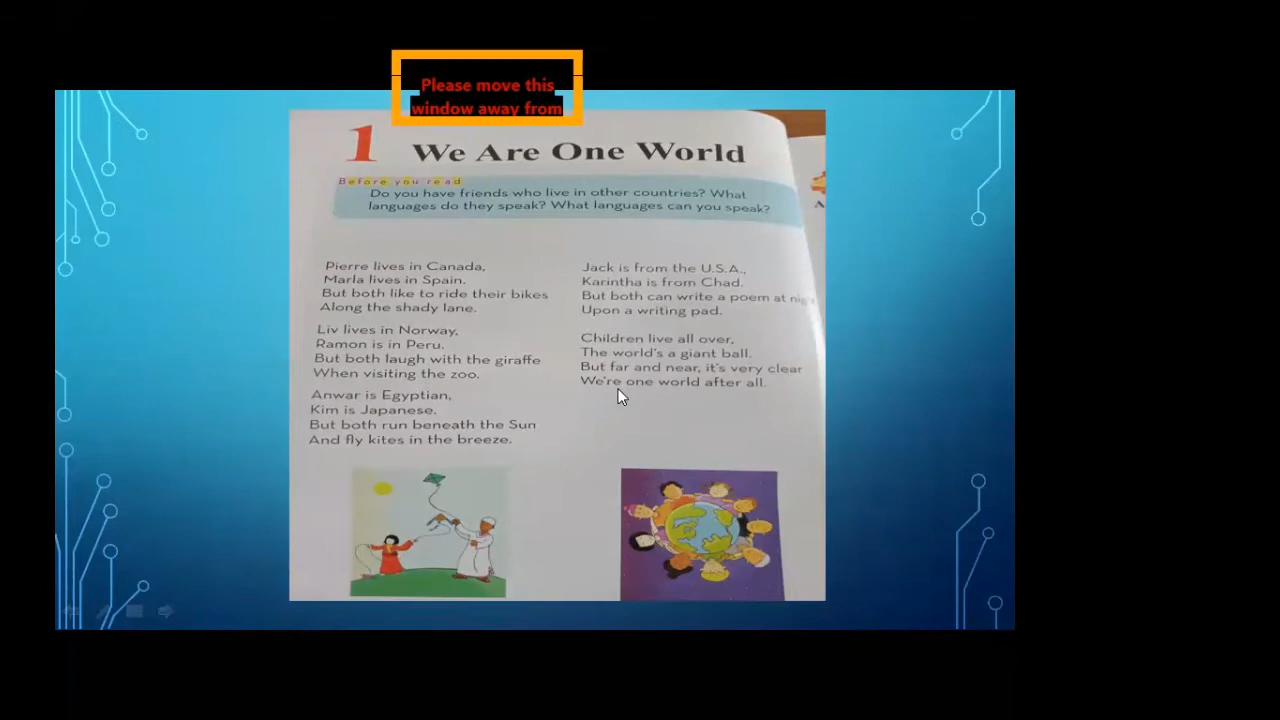 Please move this
window away from
1 We Are One World
Before you read
Do you have friends who live in other countries? What
languages do they speak? What languages can you speak?
Pierre lives in Canada,
Marla lives in Spain.
But both like to ride their bikes
Along the shady lane.
Liv lives in Norway,
Ramon is in Peru.
But both laugh with the giraffe
When visiting the zoo.
Anwar is Egyptian,
Kim is Japanese.
But both run beneath the Sun
And fly kites in the breeze.
Jack is from the U.S.A.,
Karintha is from Chad.
But both can write a poem at
Upon a writing pad.
Children live all over,
The world's a giant ball.
But far and near, it's very clear
We're one world after all.